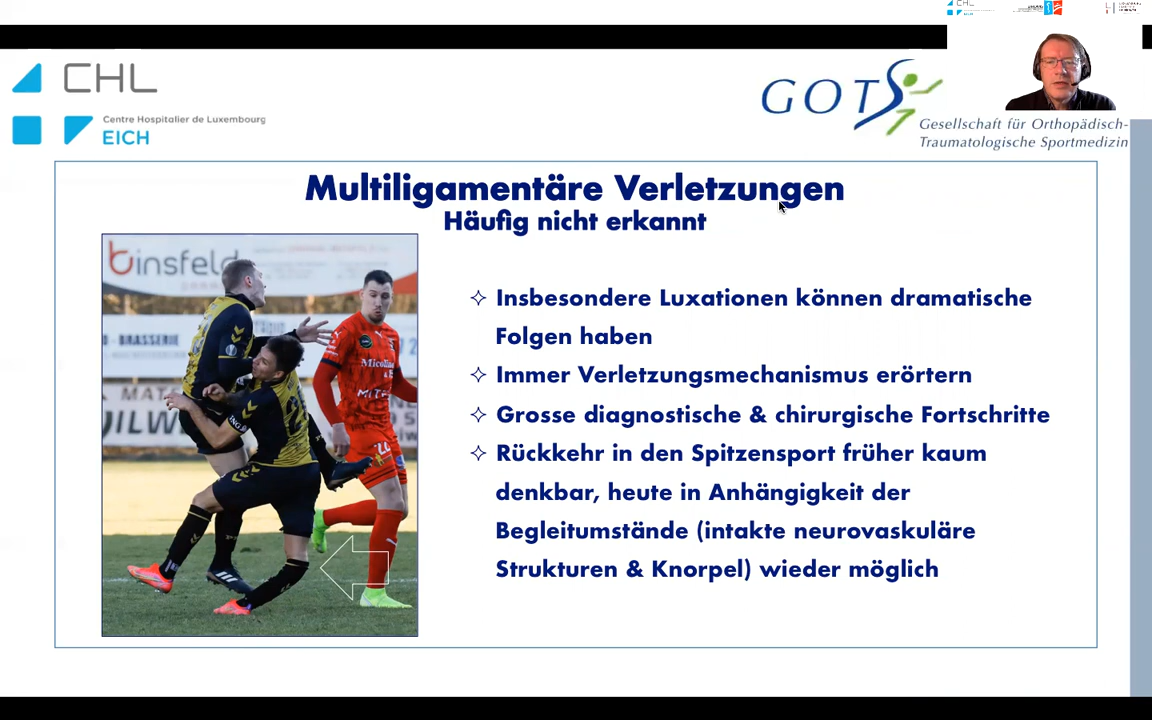 CHL
Centre Hospitalier de Luxembourg
EICH
GOTS
Gesellschaft für Orthopädisch-
Traumatologische Sportmedizin
Multiligamentäre Verletzungen
Häufig nicht erkannt
binsfeld
- BRASSERIE
Micolline
MITRE
Insbesondere Luxationen können dramatische
Folgen haben
Immer Verletzungsmechanismus erörtern
Grosse diagnostische & chirurgische Fortschritte
Rückkehr in den Spitzensport früher kaum
denkbar, heute in Anhängigkeit der
Begleitumstände (intakte neurovaskuläre
Strukturen & Knorpel) wieder möglich